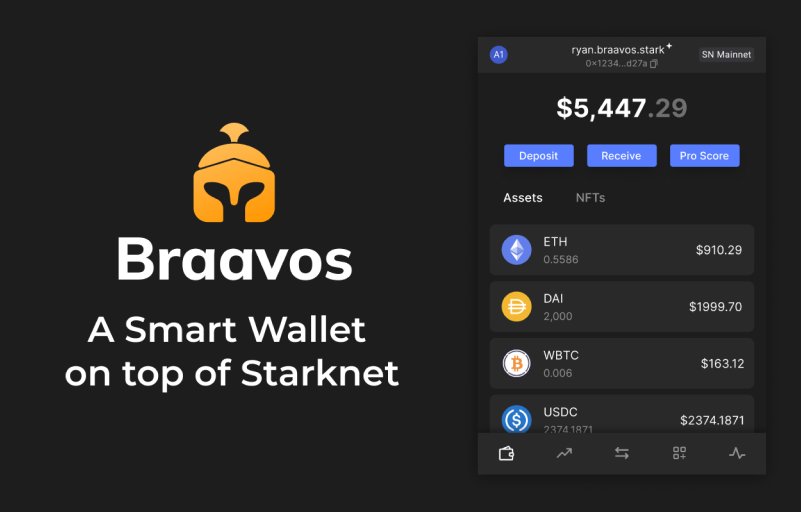 Braavos
A Smart Wallet
on top of Starknet
A1
ryan.braavos.stark
0x1234...d27a
SN Mainnet
$5,447.29
Deposit
Receive
Pro Score
Assets
NFTs
ETH
0.5586
$910.29
DAI
2,000
$1999.70
WBTC
0.006
$163.12
USDC
2374.1871
$2374.1871